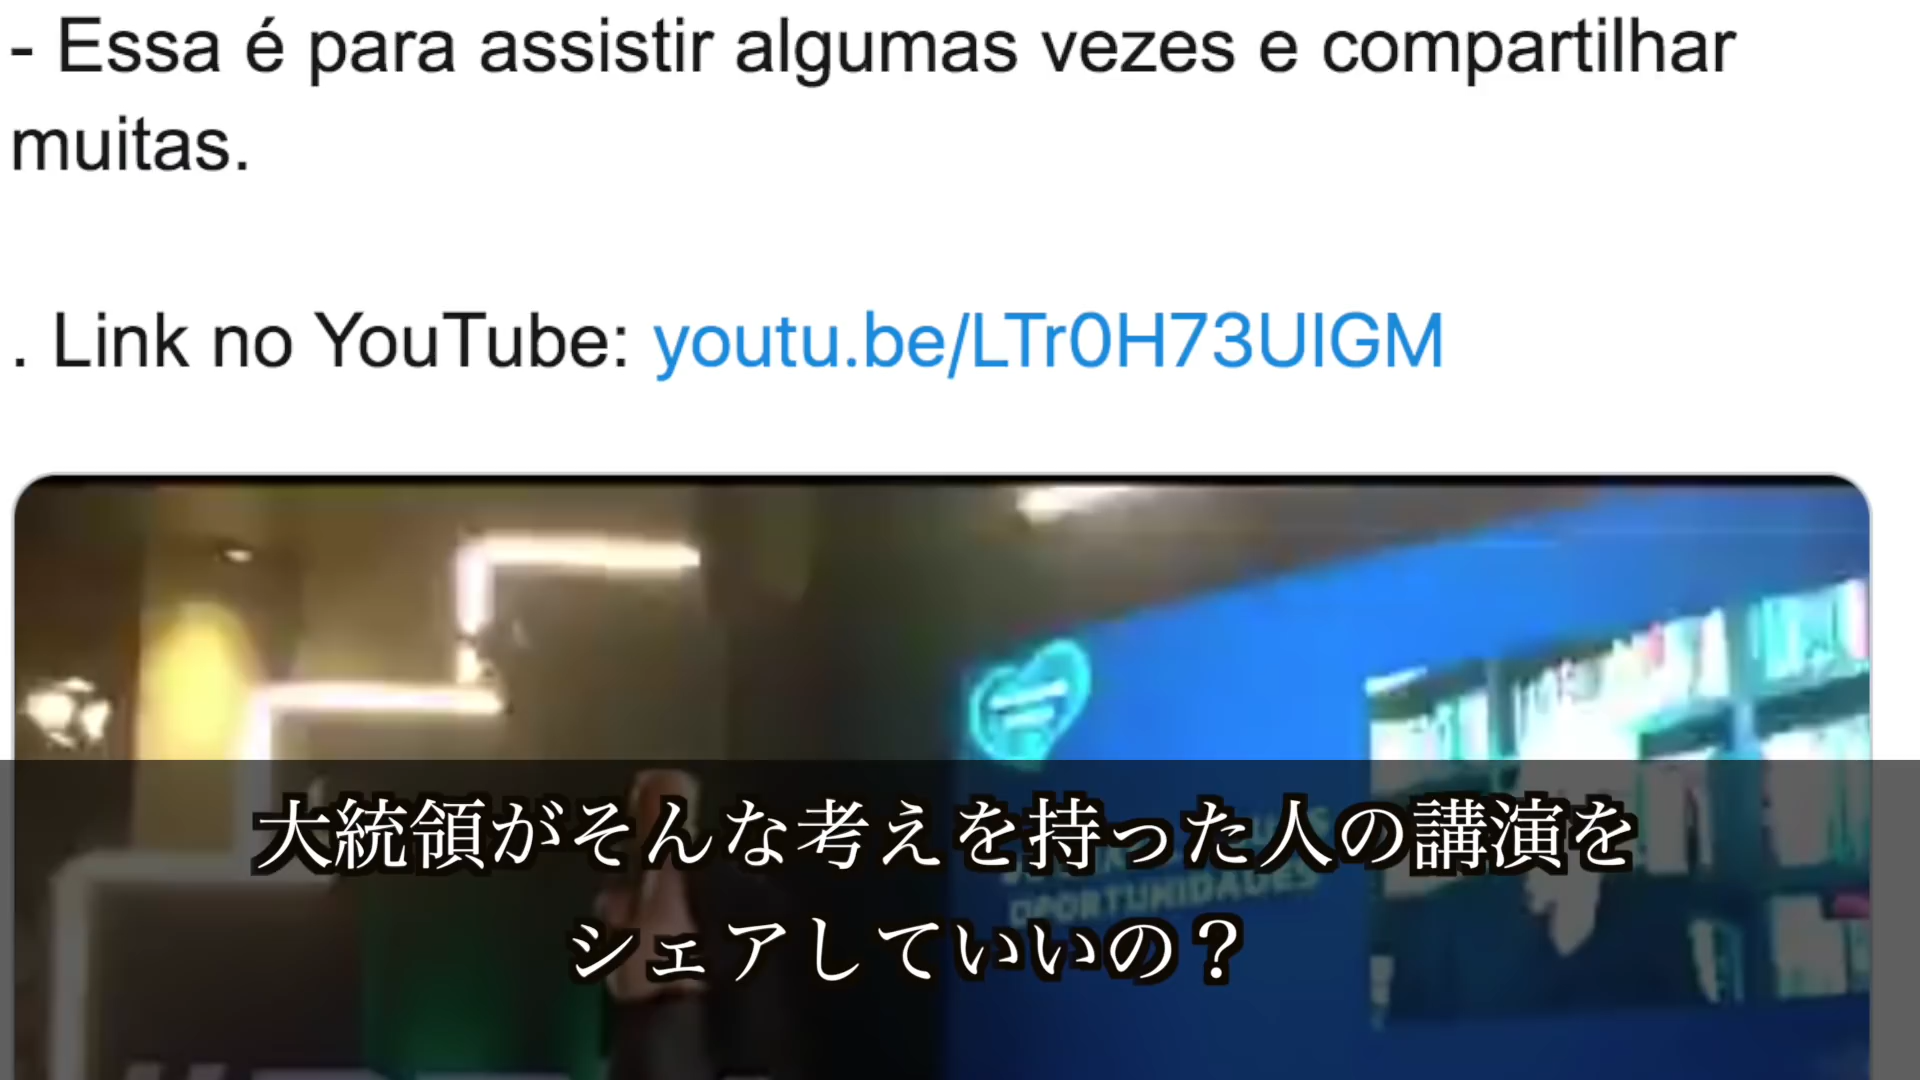 - Essa é para assistir algumas vezes e compartilhar
muitas.
. Link no YouTube: youtu.be/LTr0H73UIGM
OPORTUNIDADES
大統領がそんな考えを持った人の講演を
シェアしていいの？